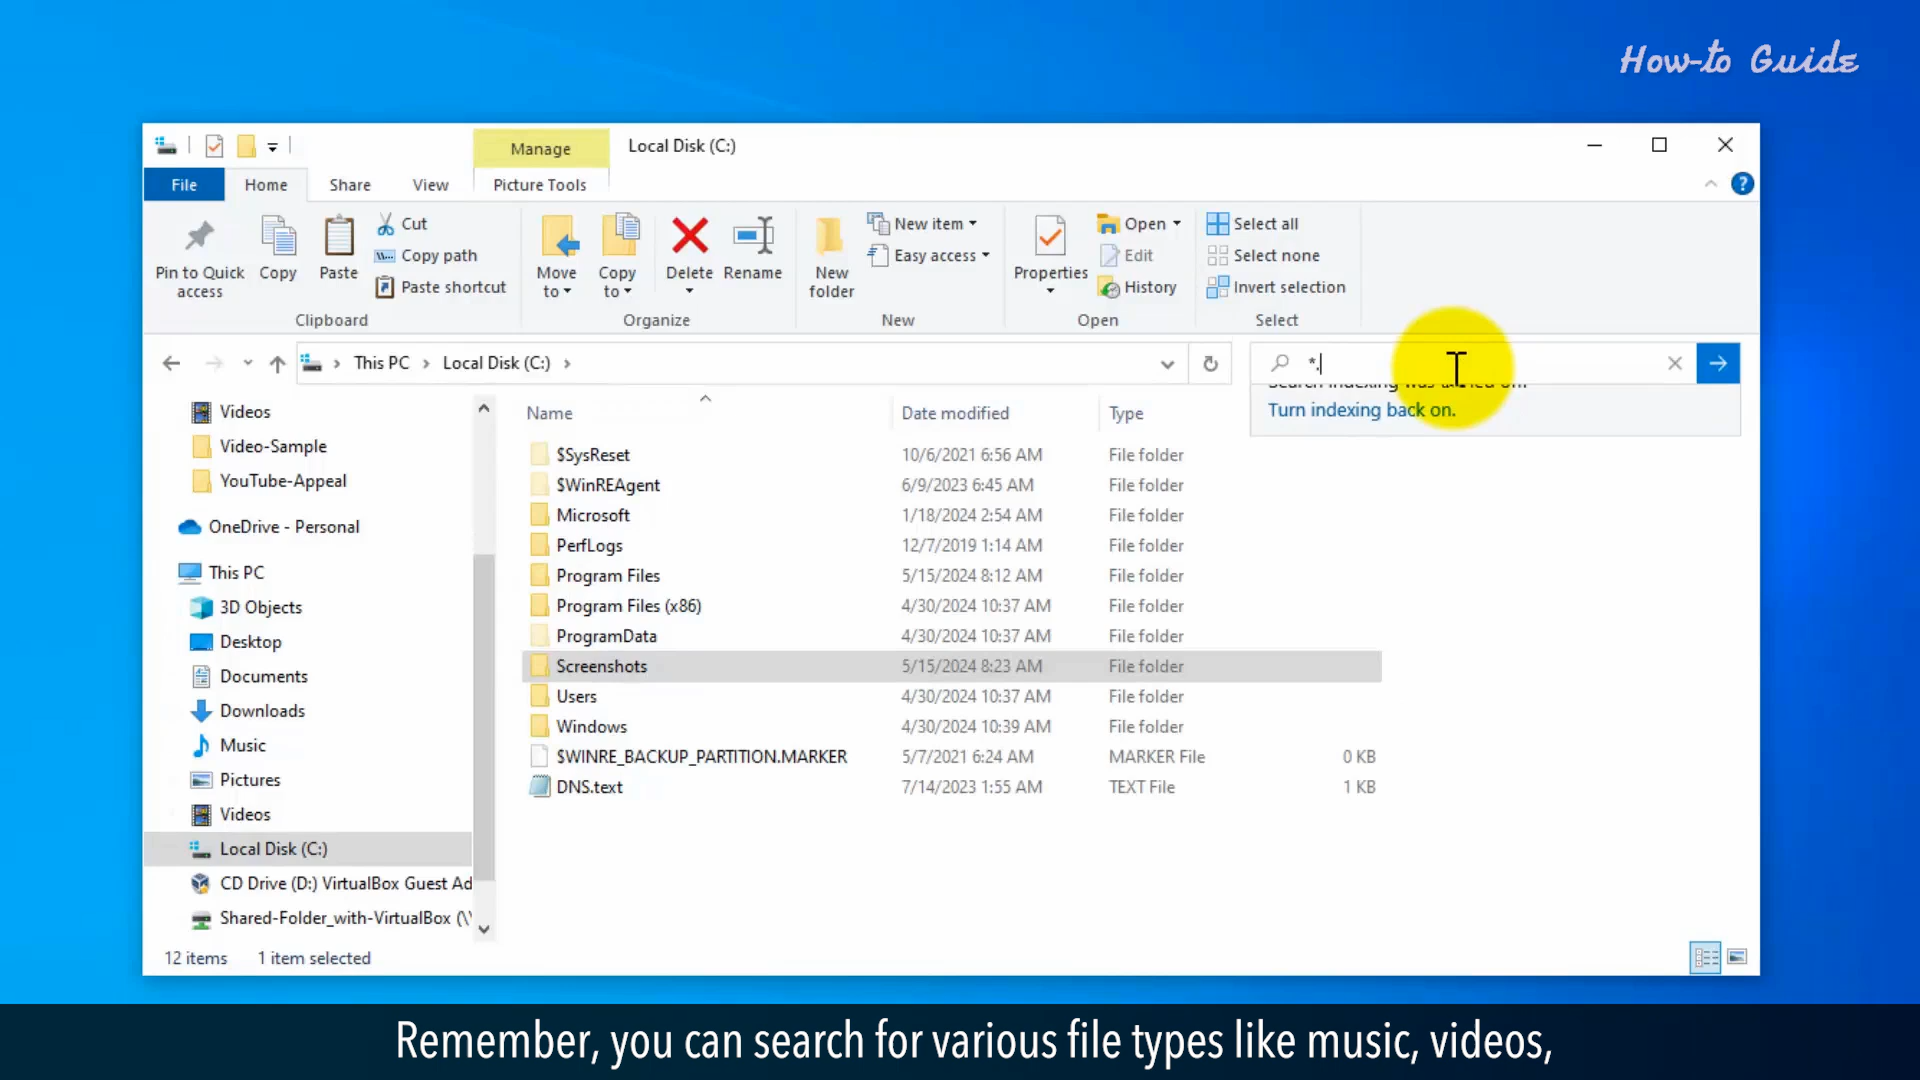 How-to Guide
Manage
Local Disk (C:)
File
Home
Share
View
Picture Tools
Pin to Quick access
Copy
Paste
Cut
Copy path
Paste shortcut
Clipboard
Move to
Copy to
Delete
Rename
Organize
New folder
New item
Easy access
New
Properties
Open
Edit
History
Open
Select all
Select none
Invert selection
Select
This PC › Local Disk (C:) ›
*.
Search indexing was turned off.
Turn indexing back on.
Videos
Video-Sample
YouTube-Appeal
OneDrive - Personal
This PC
3D Objects
Desktop
Documents
Downloads
Music
Pictures
Videos
Local Disk (C:)
CD Drive (D:) VirtualBox Guest Ad
Shared-Folder_with-VirtualBox (\\
Name Date modified Type
$SysReset 10/6/2021 6:56 AM File folder
$WinREAgent 6/9/2023 6:45 AM File folder
Microsoft 1/18/2024 2:54 AM File folder
PerfLogs 12/7/2019 1:14 AM File folder
Program Files 5/15/2024 8:12 AM File folder
Program Files (x86) 4/30/2024 10:37 AM File folder
ProgramData 4/30/2024 10:37 AM File folder
Screenshots 5/15/2024 8:23 AM File folder
Users 4/30/2024 10:37 AM File folder
Windows 4/30/2024 10:39 AM File folder
$WINRE_BACKUP_PARTITION.MARKER 5/7/2021 6:24 AM MARKER File 0 KB
DNS.text 7/14/2023 1:55 AM TEXT File 1 KB
12 items 1 item selected
Remember, you can search for various file types like music, videos,